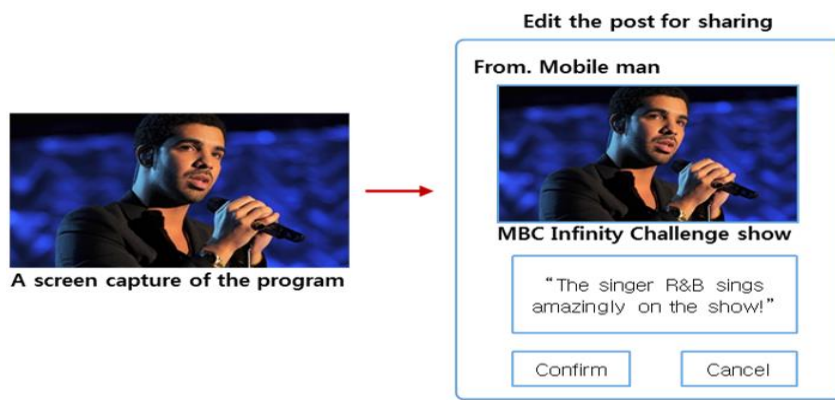 Edit the post for sharing
From. Mobile man
MBC Infinity Challenge show
A screen capture of the program
“The singer R&B sings
amazingly on the show!”
Confirm
Cancel